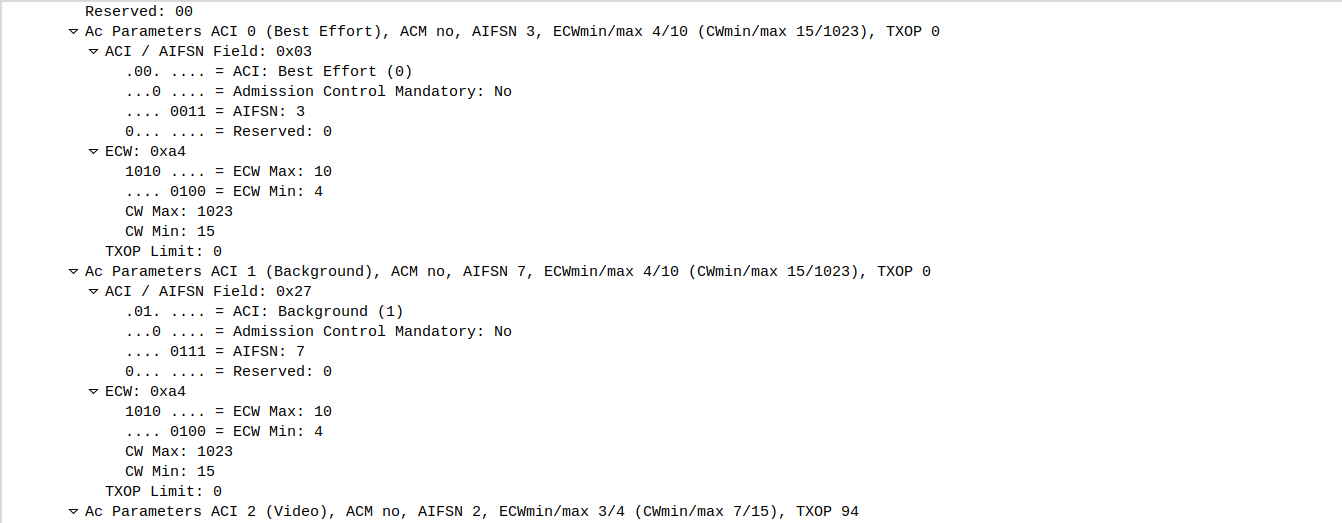 Reserved: 00
Ac Parameters ACI 0 (Best Effort), ACM no, AIFSN 3, ECWmin/max 4/10 (CWmin/max 15/1023), TXOP 0
ACI / AIFSN Field: 0x03
.00. .... = ACI: Best Effort (0)
...0 .... = Admission Control Mandatory: No
.... 0011 = AIFSN: 3
0... .... = Reserved: 0
ECW: 0xa4
1010 .... = ECW Max: 10
.... 0100 = ECW Min: 4
CW Max: 1023
CW Min: 15
TXOP Limit: 0
Ac Parameters ACI 1 (Background), ACM no, AIFSN 7, ECWmin/max 4/10 (CWmin/max 15/1023), TXOP 0
ACI / AIFSN Field: 0x27
.01. .... = ACI: Background (1)
...0 .... = Admission Control Mandatory: No
.... 0111 = AIFSN: 7
0... .... = Reserved: 0
ECW: 0xa4
1010 .... = ECW Max: 10
.... 0100 = ECW Min: 4
CW Max: 1023
CW Min: 15
TXOP Limit: 0
Ac Parameters ACI 2 (Video), ACM no, AIFSN 2, ECWmin/max 3/4 (CWmin/max 7/15), TXOP 94